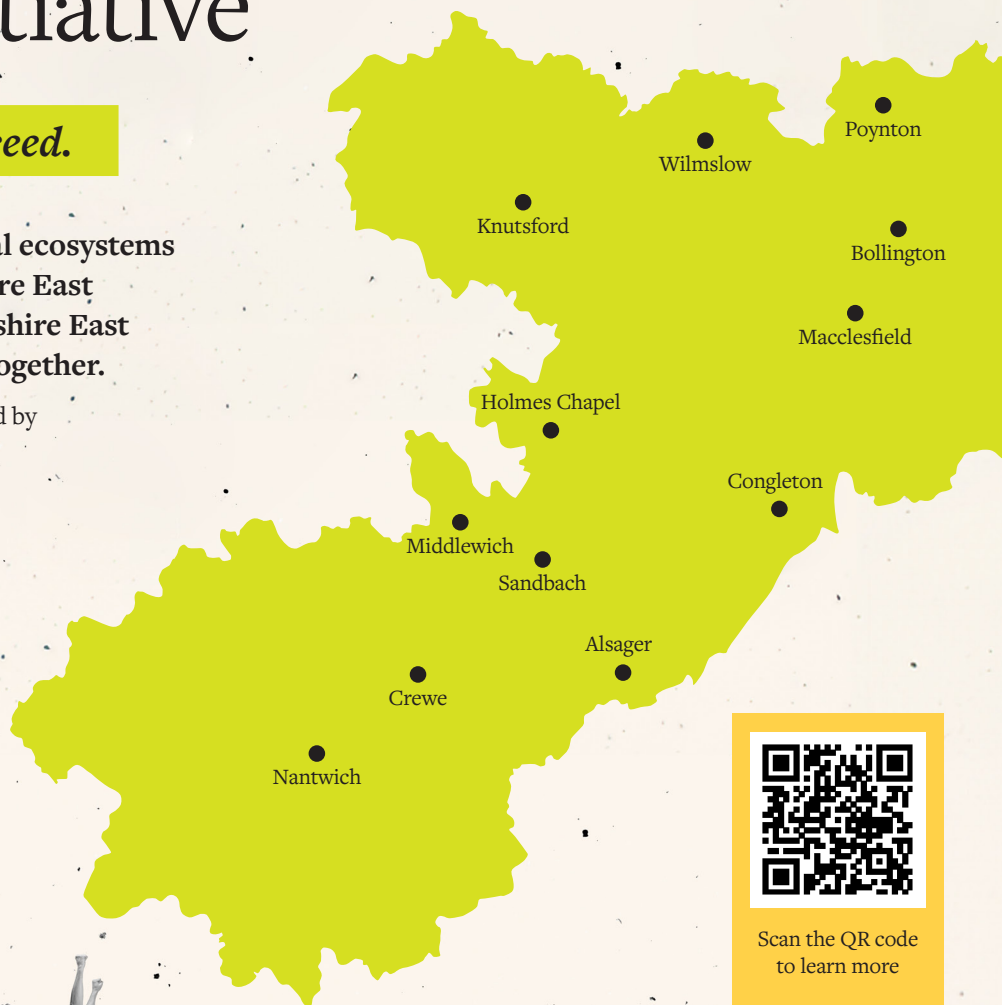 tiative
eed.
al ecosystems
re East
shire East
ogether.
d by
Poynton
Wilmslow
Knutsford
Bollington
Macclesfield
Holmes Chapel
Congleton
Middlewich
Sandbach
Alsager
Crewe
Nantwich
Scan the QR code
to learn more